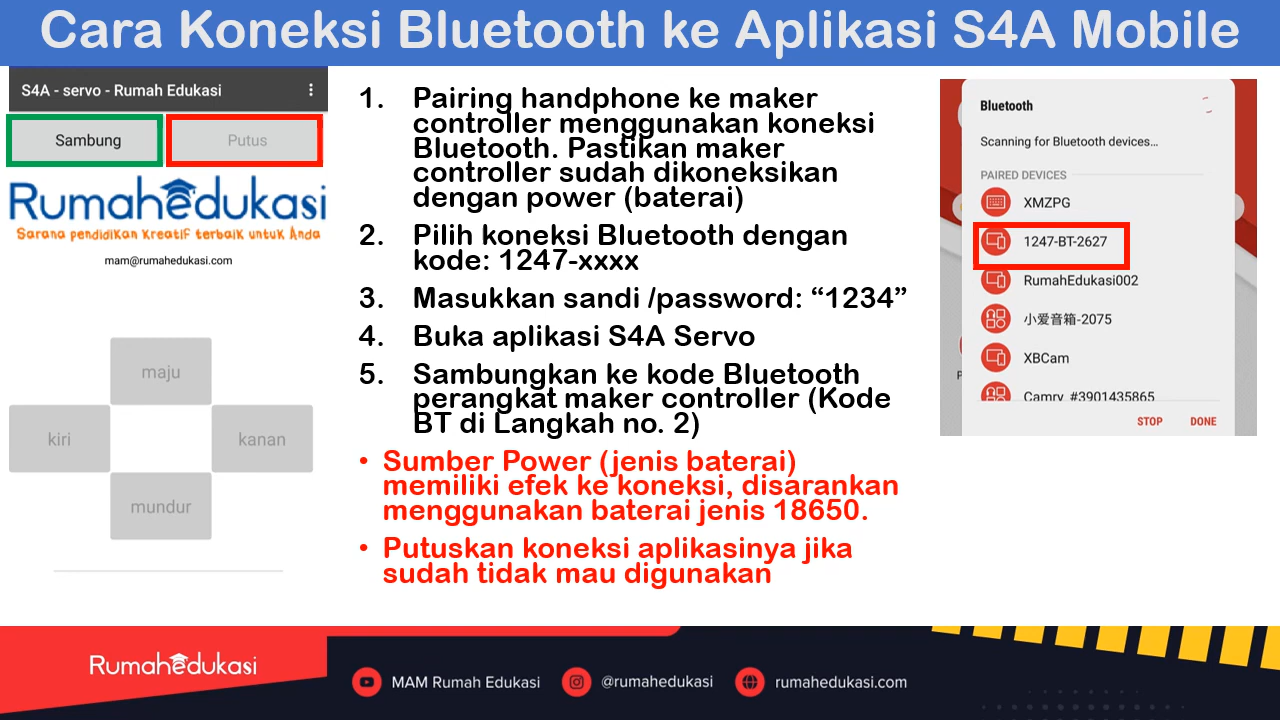 Cara Koneksi Bluetooth ke Aplikasi S4A Mobile
S4A - servo - Rumah Edukasi
Sambung
Putus
Rumahedukasi
Sarana pendidikan kreatif terbaik untuk Anda
mam@rumahedukasi.com
maju
kiri
kanan
mundur
1. Pairing handphone ke maker
controller menggunakan koneksi
Bluetooth. Pastikan maker
controller sudah dikoneksikan
dengan power (baterai)
2. Pilih koneksi Bluetooth dengan
kode: 1247-xxxx
3. Masukkan sandi /password: “1234”
4. Buka aplikasi S4A Servo
5. Sambungkan ke kode Bluetooth
perangkat maker controller (Kode
BT di Langkah no. 2)
• Sumber Power (jenis baterai)
memiliki efek ke koneksi, disarankan
menggunakan baterai jenis 18650.
• Putuskan koneksi aplikasinya jika
sudah tidak mau digunakan
Bluetooth
Scanning for Bluetooth devices...
PAIRED DEVICES
XMZPG
1247-BT-2627
RumahEdukasi002
小爱音箱-2075
XBCam
Camry_#3901435865
P
STOP
DONE
Rumahedukasi
MAM Rumah Edukasi
@rumahedukasi
rumahedukasi.com